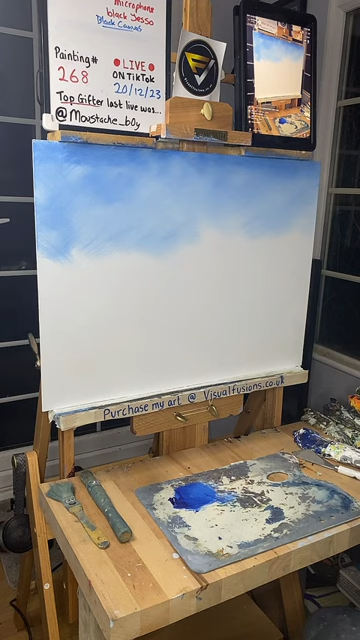 microphone
black Gesso
Black Canvas
Painting#
268
LIVE
ON TikTok
20/12/23
Top Gifter last live was...
@Moustache_b0y
Purchase my art @ Visualfusions.co.uk